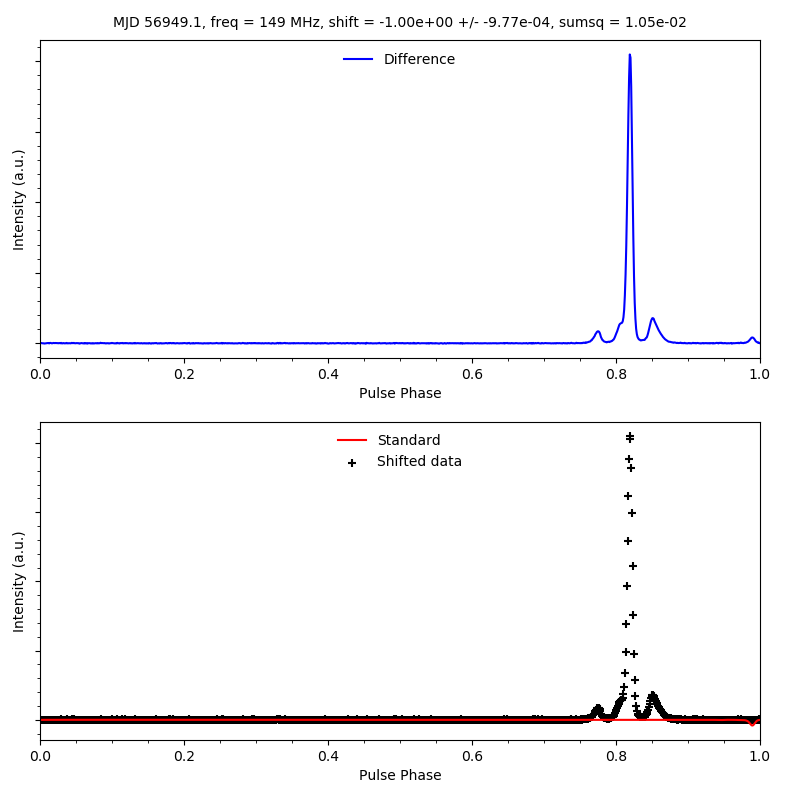 MJD 56949.1, freq = 149 MHz, shift = -1.00e+00 +/- -9.77e-04, sumsq = 1.05e-02
Difference
Intensity (a.u.)
0.0 0.2 0.4 0.6 0.8 1.0
Pulse Phase
Standard
Shifted data
Intensity (a.u.)
0.0 0.2 0.4 0.6 0.8 1.0
Pulse Phase